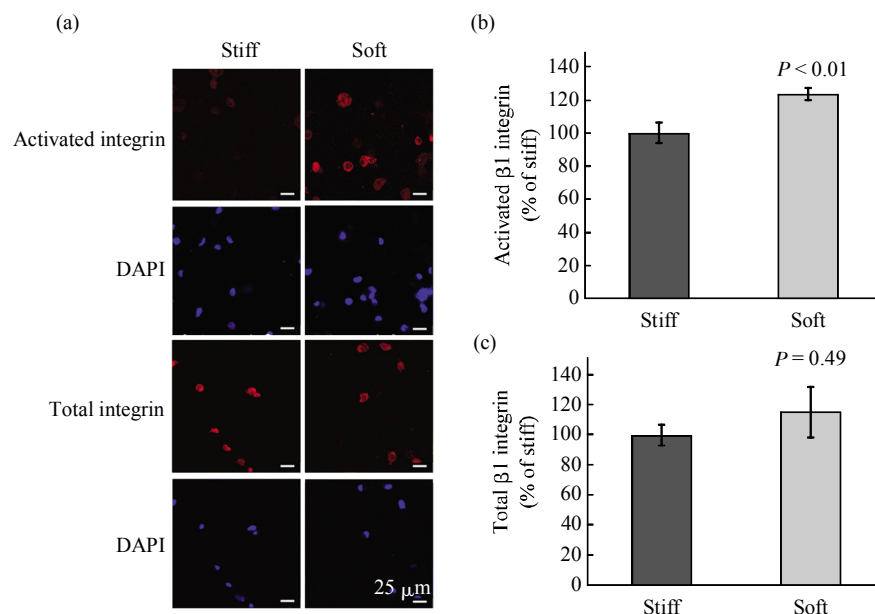 (a)
Stiff
Soft
Activated integrin
DAPI
Total integrin
DAPI
25 μm
(b)
Activated β1 integrin
(% of stiff)
140
120
100
80
60
40
20
0
P < 0.01
Stiff
Soft
(c)
Total β1 integrin
(% of stiff)
140
120
100
80
60
40
20
0
P = 0.49
Stiff
Soft